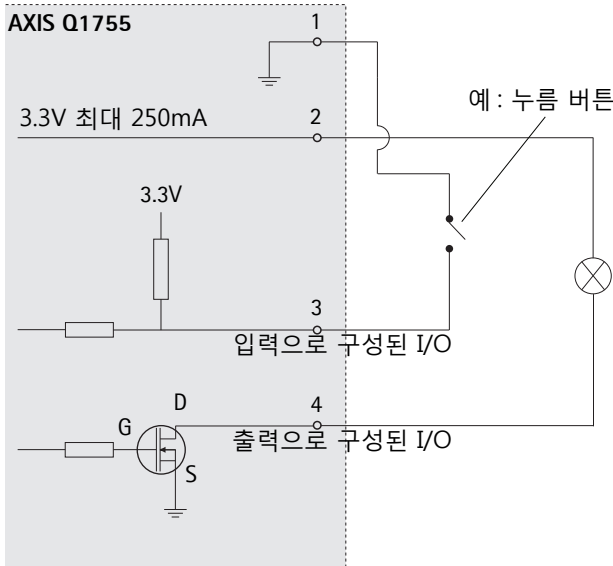 AXIS Q1755
1
예 : 누름 버튼
3.3V 최대 250mA
2
3.3V
3
입력으로 구성된 I/O
D
4
G
출력으로 구성된 I/O
S